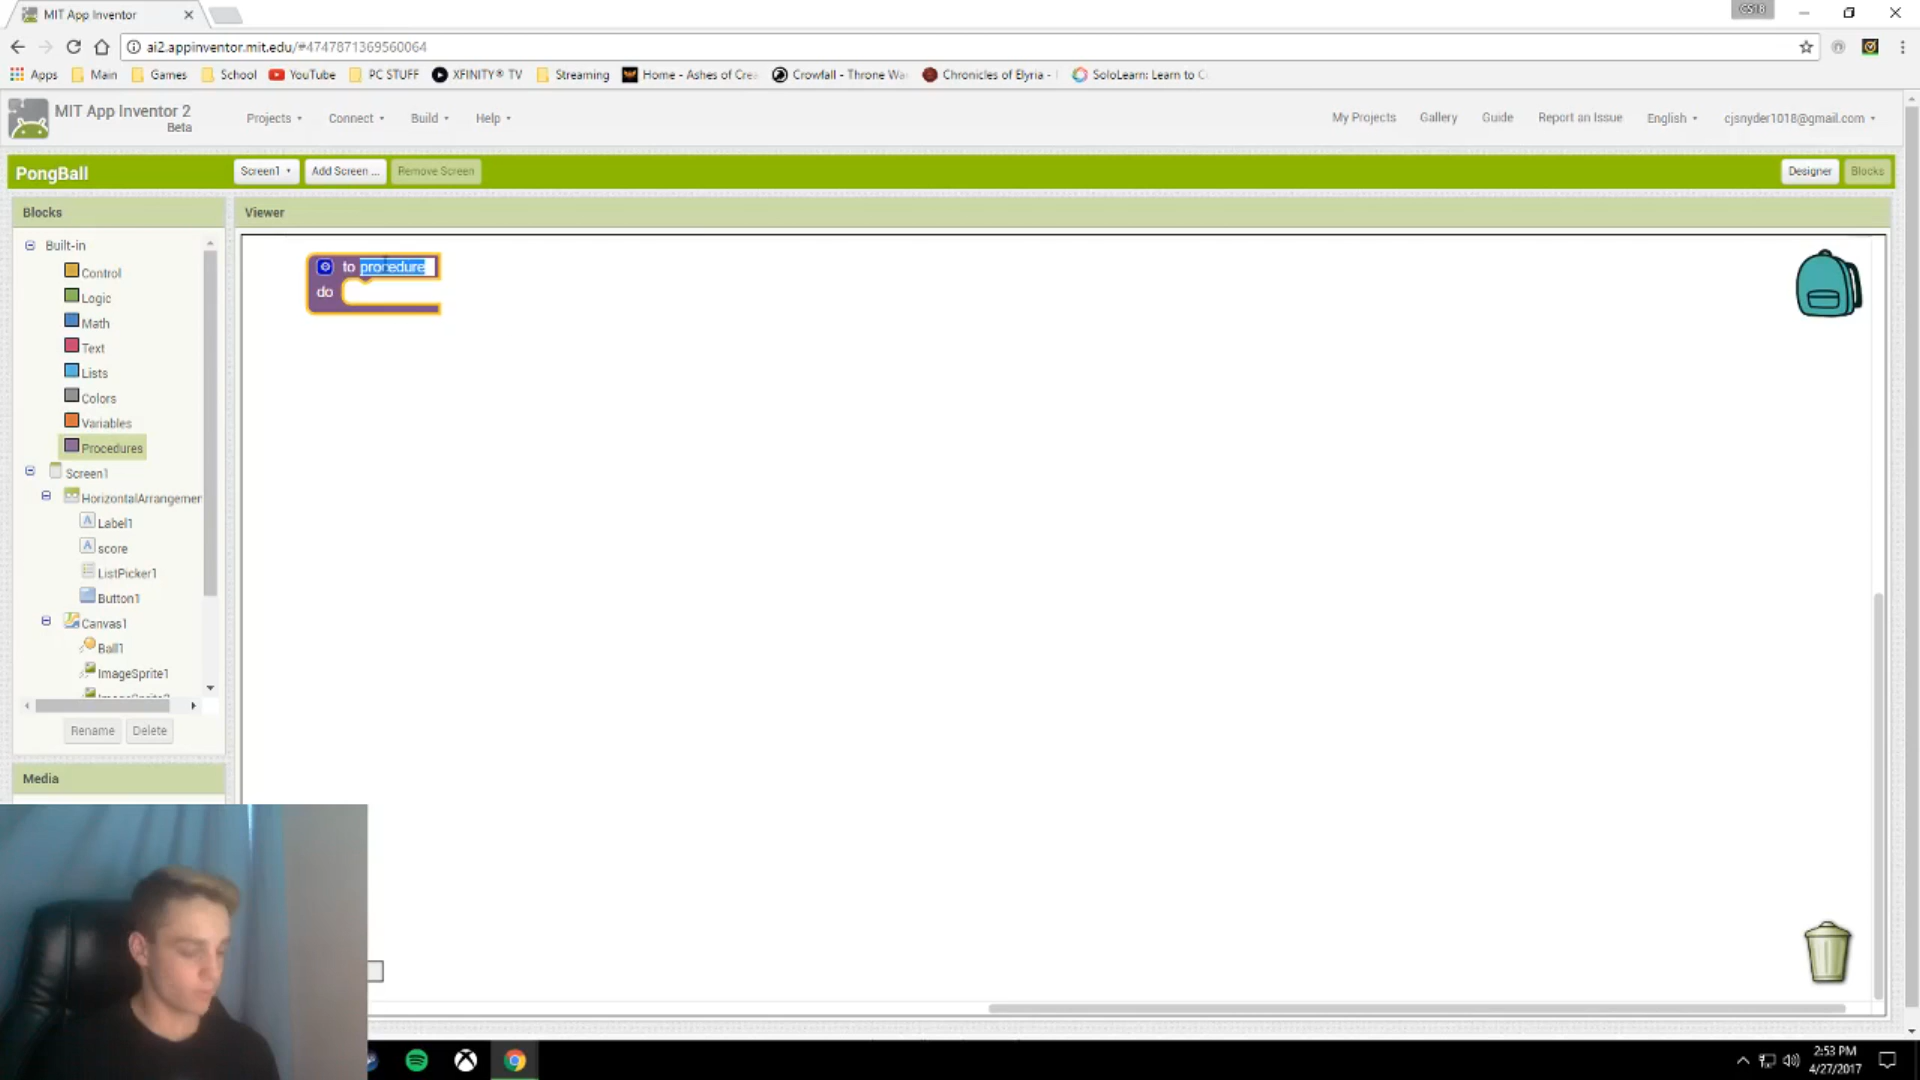 MIT App Inventor
GS18
ai2.appinventor.mit.edu/#4747871369560064
Apps Main Games School YouTube PC STUFF XFINITY® TV Streaming Home - Ashes of Crea Crowfall - Throne Wa Chronicles of Elyria - SoloLearn: Learn to C
MIT App Inventor 2
Beta
Projects Connect Build Help My Projects Gallery Guide Report an Issue English cjsnyder1018@gmail.com
PongBall Screen1 Add Screen ... Remove Screen Designer Blocks
Blocks Viewer
Built-in
Control
Logic
Math
Text
Lists
Colors
Variables
Procedures
Screen1
HorizontalArrangemen
Label1
score
ListPicker1
Button1
Canvas1
Ball1
ImageSprite1
Rename Delete
Media
to procedure
do
2:53 PM
4/27/2017